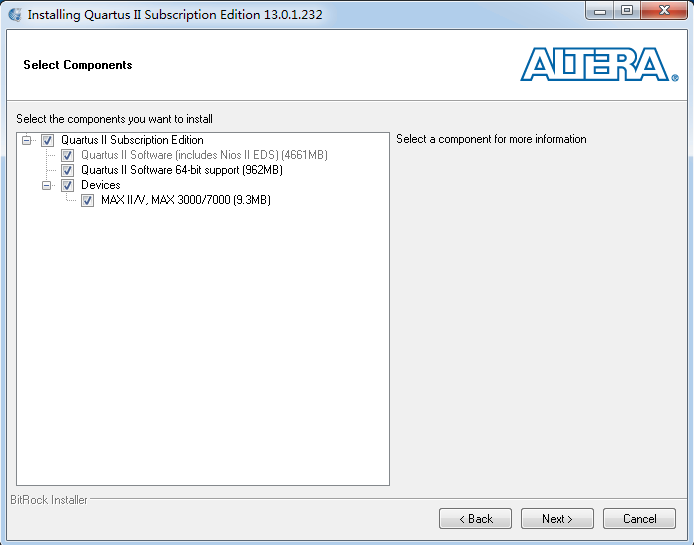 Installing Quartus II Subscription Edition 13.0.1.232
Select Components
ALTERA®
Select the components you want to install
Quartus II Subscription Edition
Quartus II Software (includes Nios II EDS) (4661MB)
Quartus II Software 64-bit support (962MB)
Devices
MAX II/V, MAX 3000/7000 (9.3MB)
Select a component for more information
BitRock Installer
< Back
Next >
Cancel